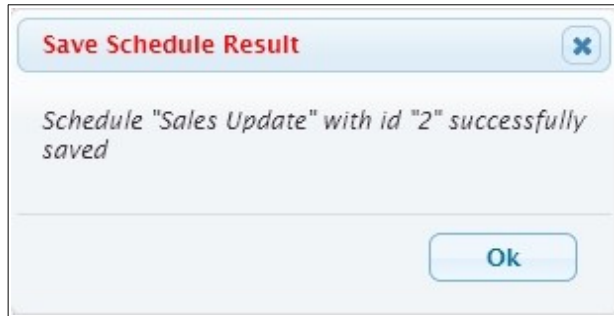 Save Schedule Result
Schedule "Sales Update" with id "2" successfully
saved
Ok